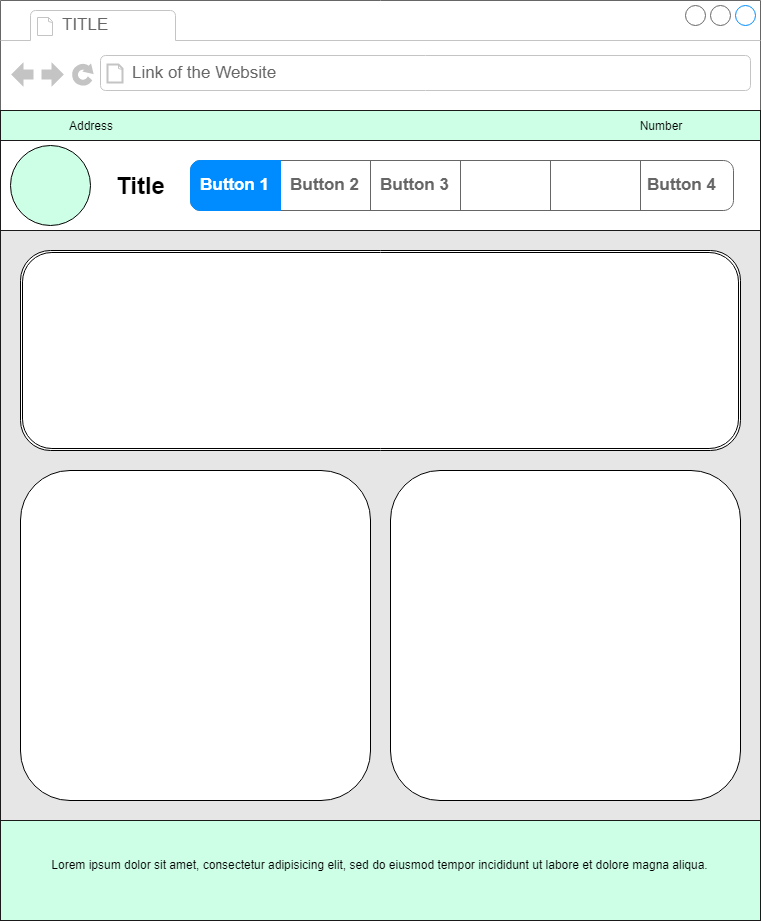 TITLE
Link of the Website
Address Number
Title Button 1 Button 2 Button 3 Button 4
Lorem ipsum dolor sit amet, consectetur adipisicing elit, sed do eiusmod tempor incididunt ut labore et dolore magna aliqua.